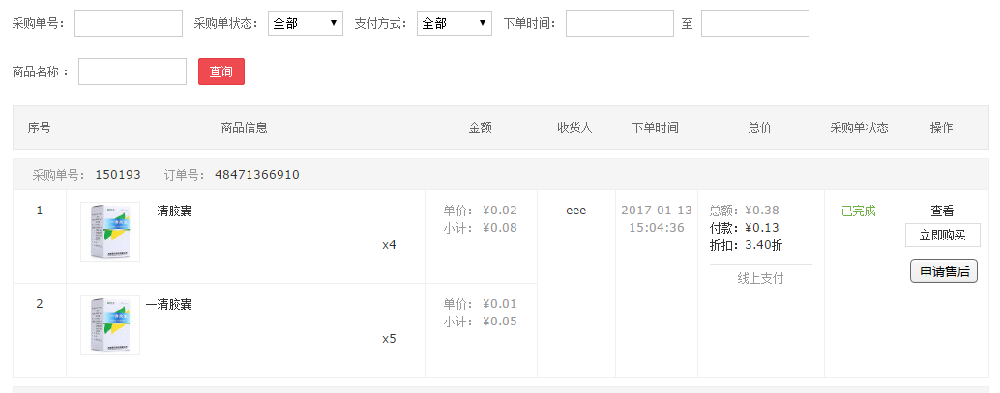 采购单号： 采购单状态： 全部 支付方式： 全部 下单时间： 至
商品名称 ： 查询
序号 商品信息 金额 收货人 下单时间 总价 采购单状态 操作
采购单号： 150193 订单号： 48471366910
1 一清胶囊 单价： ¥0.02 eee 2017-01-13 总额：¥0.38 已完成 查看
小计： ¥0.08 15:04:36 付款：¥0.13 立即购买
x4 折扣：3.40折
线上支付 申请售后
2 一清胶囊 单价： ¥0.01
小计： ¥0.05
x5